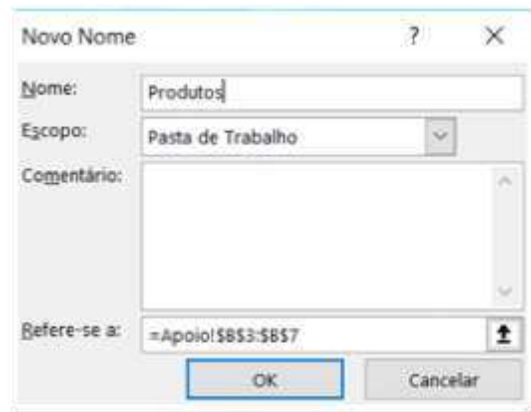 Novo Nome ? X
Nome: Produtos
Escopo: Pasta de Trabalho
Comentário:
Refere-se a: =Apoio!$B$3:$B$7
OK Cancelar